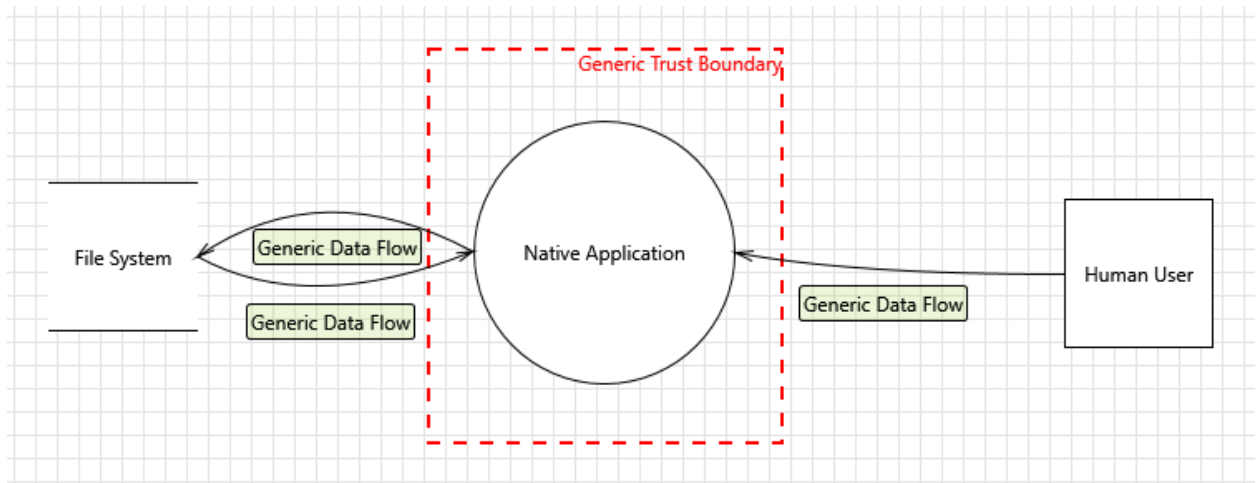 Generic Trust Boundary
File System
Generic Data Flow
Generic Data Flow
Native Application
Generic Data Flow
Human User